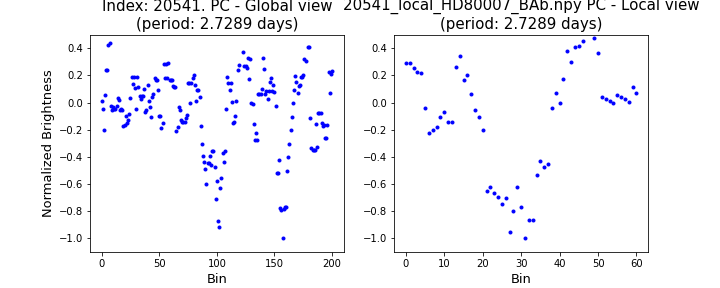 Index: 20541. PC - Global view
(period: 2.7289 days)
20541_local_HD80007_BAb.npy PC - Local view
(period: 2.7289 days)
Normalized Brightness
0.4
0.2
0.0
−0.2
−0.4
−0.6
−0.8
−1.0
0 50 100 150 200
Bin
0.4
0.2
0.0
−0.2
−0.4
−0.6
−0.8
−1.0
0 10 20 30 40 50 60
Bin